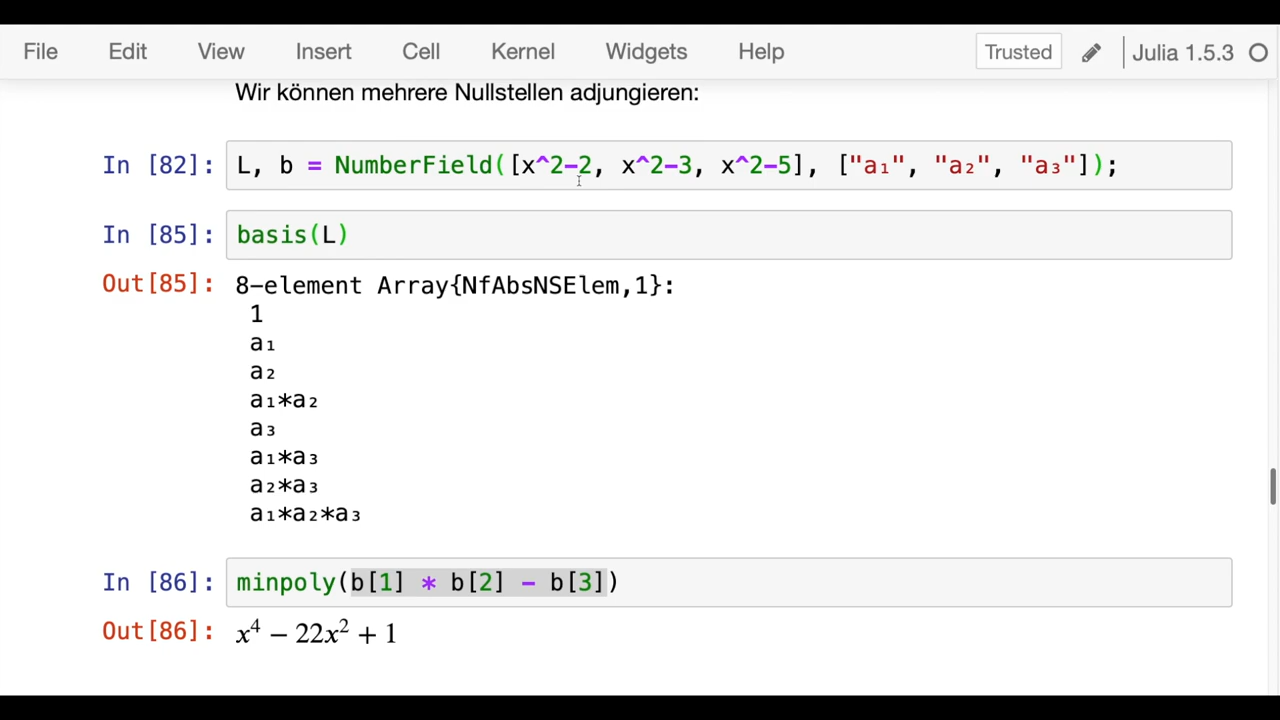 File Edit View Insert Cell Kernel Widgets Help Trusted Julia 1.5.3
Wir können mehrere Nullstellen adjungieren:
In [82]: L, b = NumberField([x^2-2, x^2-3, x^2-5], ["a₁", "a₂", "a₃"]);
In [85]: basis(L)
Out[85]: 8-element Array{NfAbsNSElem,1}:
1
a₁
a₂
a₁*a₂
a₃
a₁*a₃
a₂*a₃
a₁*a₂*a₃
In [86]: minpoly(b[1] * b[2] - b[3])
Out[86]: x⁴ − 22x² + 1